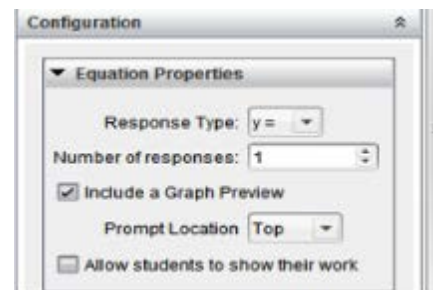 Configuration
Equation Properties
Response Type: y =
Number of responses: 1
Include a Graph Preview
Prompt Location Top
Allow students to show their work